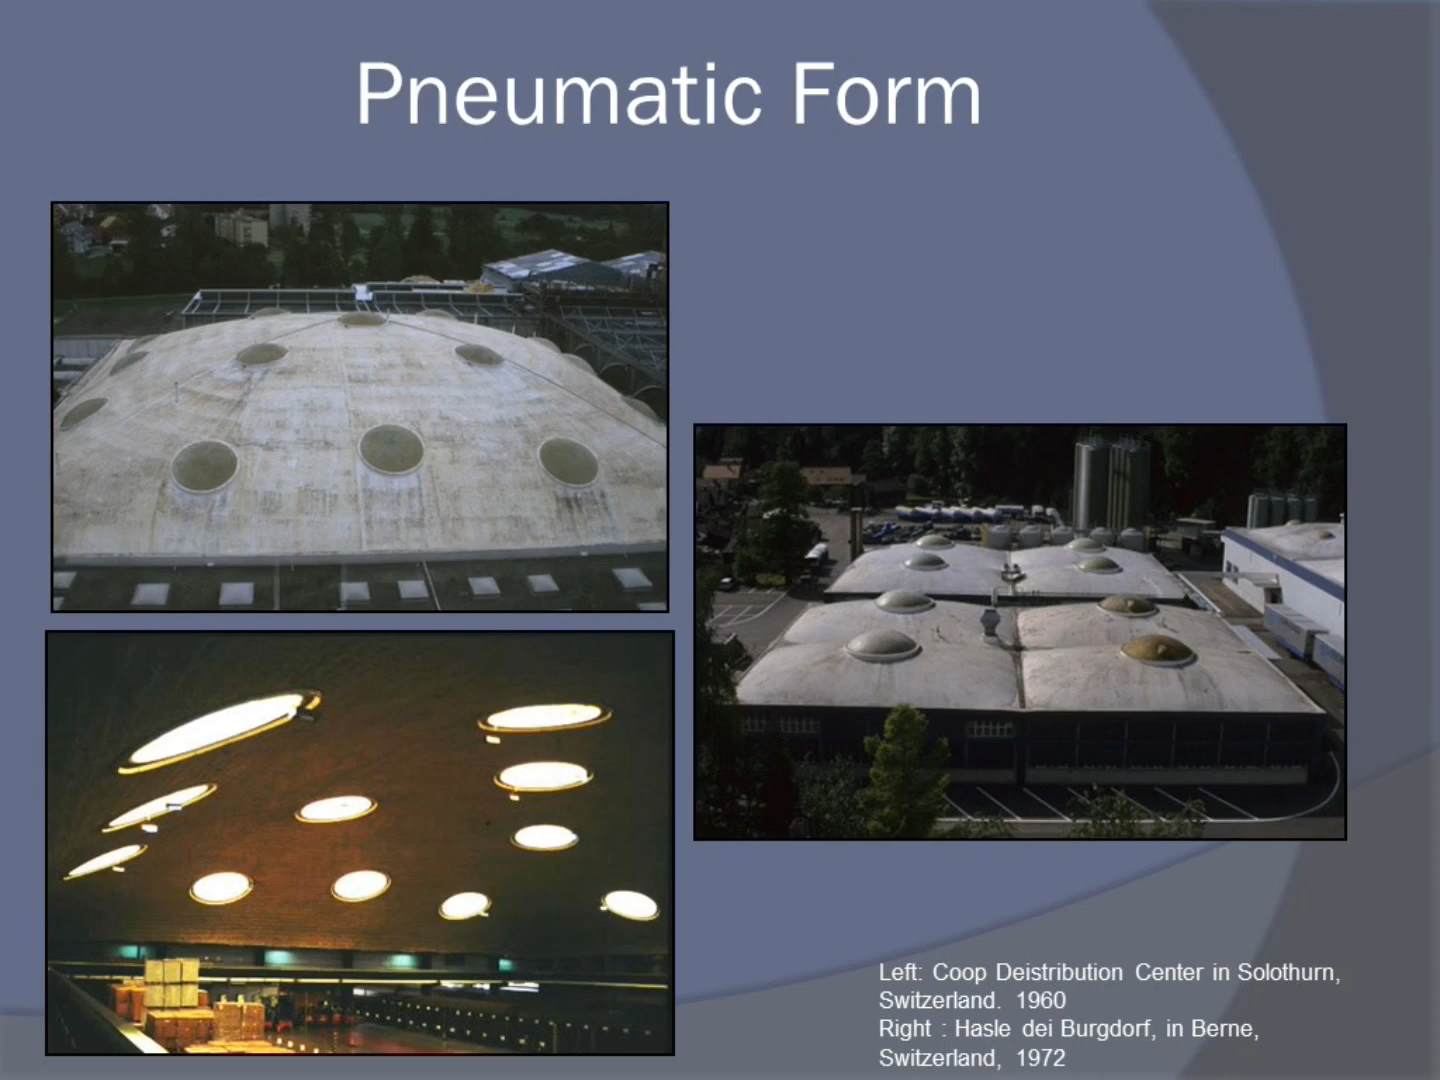 Pneumatic Form
Left: Coop Deistribution Center in Solothurn,
Switzerland. 1960
Right : Hasle dei Burgdorf, in Berne,
Switzerland, 1972